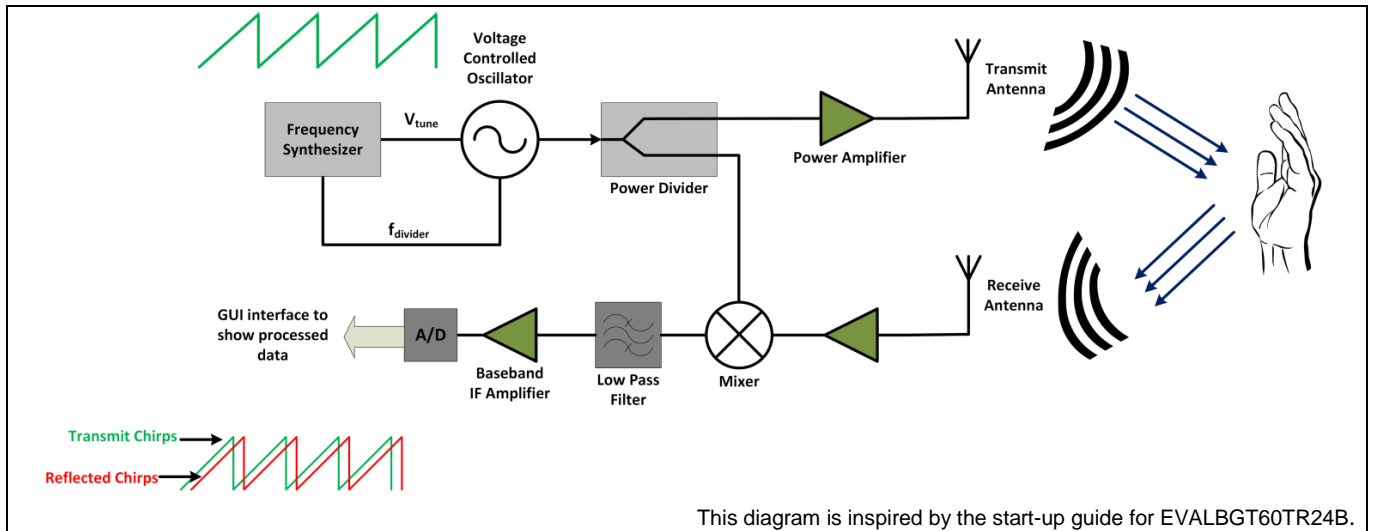 Voltage
Controlled
Oscillator
Transmit
Antenna
Frequency
Synthesizer
Vtune
Power Divider
Power Amplifier
fdivider
Receive
Antenna
GUI interface to
show processed
data
A/D
Baseband
IF Amplifier
Low Pass
Filter
Mixer
Transmit Chirps
Reflected Chirps
This diagram is inspired by the start-up guide for EVALBGT60TR24B.